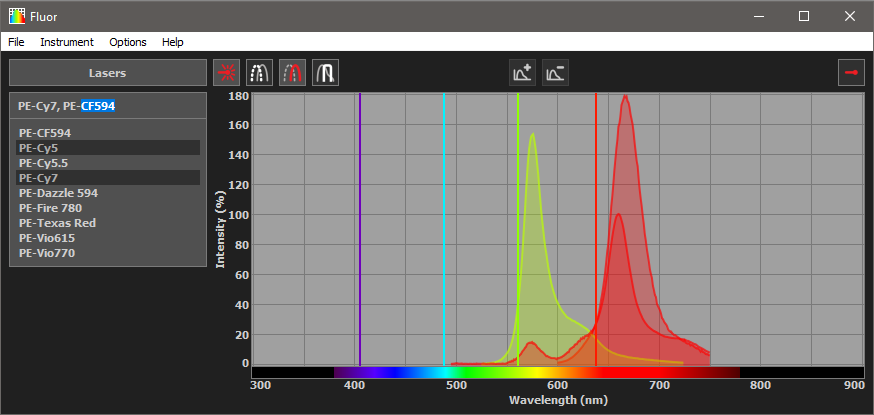 Fluor
File Instrument Options Help
Lasers
PE-Cy7, PE-CF594
PE-CF594
PE-Cy5
PE-Cy5.5
PE-Cy7
PE-Dazzle 594
PE-Fire 780
PE-Texas Red
PE-Vio615
PE-Vio770
Intensity (%)
180
160
140
120
100
80
60
40
20
0
300 400 500 600 700 800 900
Wavelength (nm)